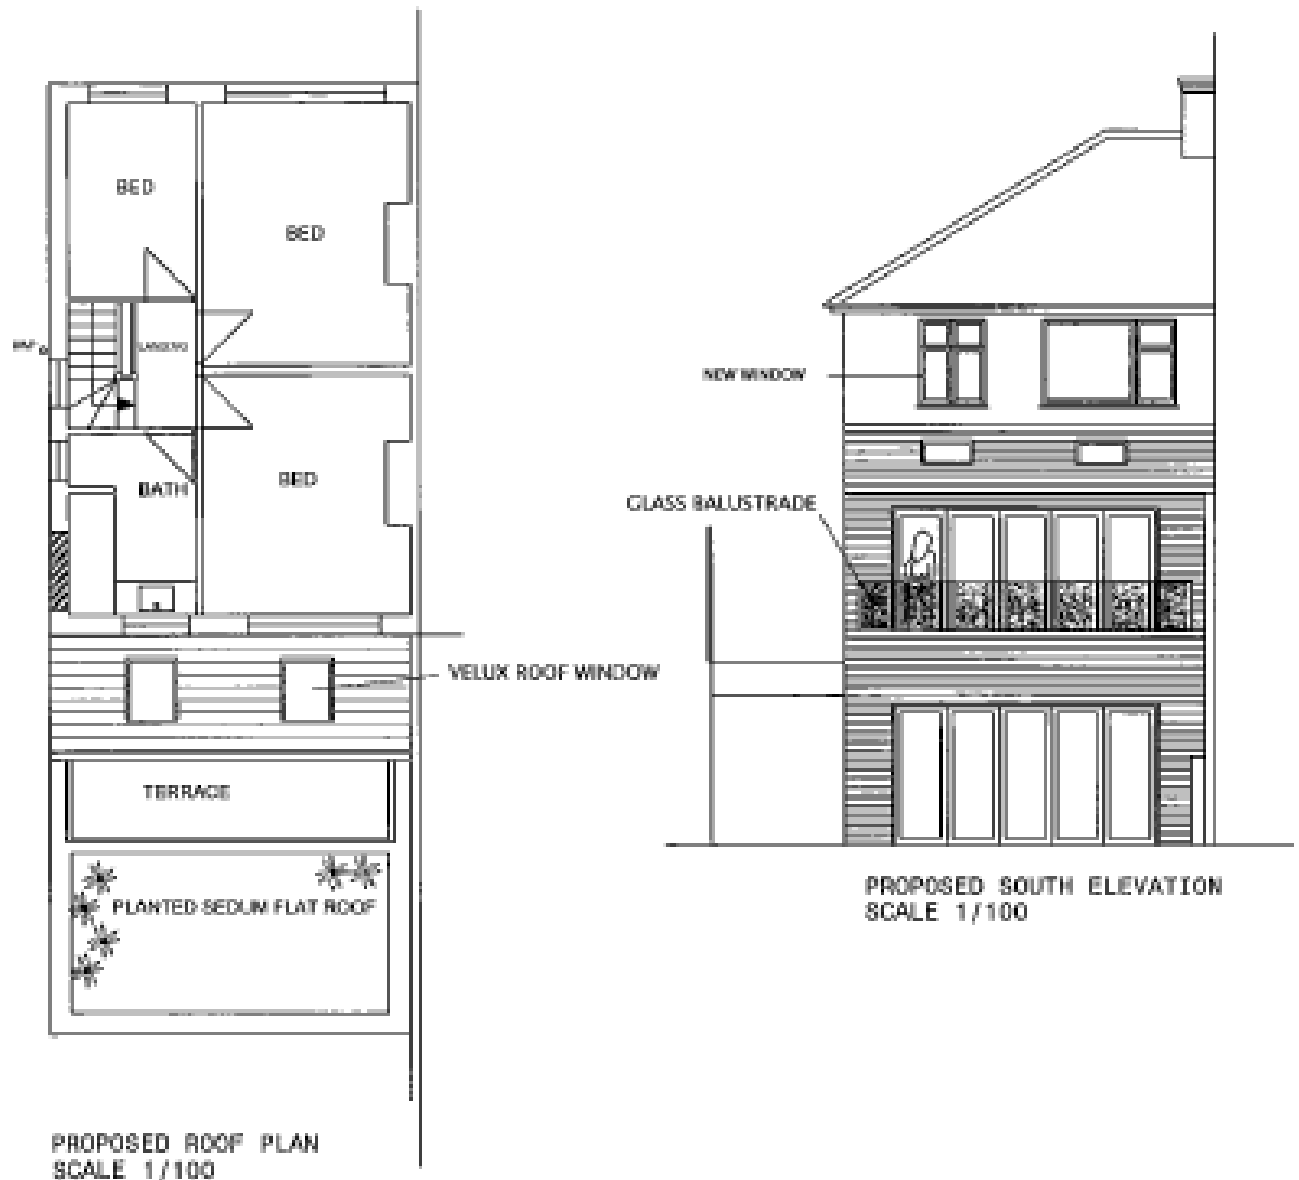 BED
BED
LANDING
BATH
BED
VELUX ROOF WINDOW
TERRACE
PLANTED SEDUM FLAT ROOF
PROPOSED ROOF PLAN
SCALE 1/100
NEW WINDOW
GLASS BALUSTRADE
PROPOSED SOUTH ELEVATION
SCALE 1/100